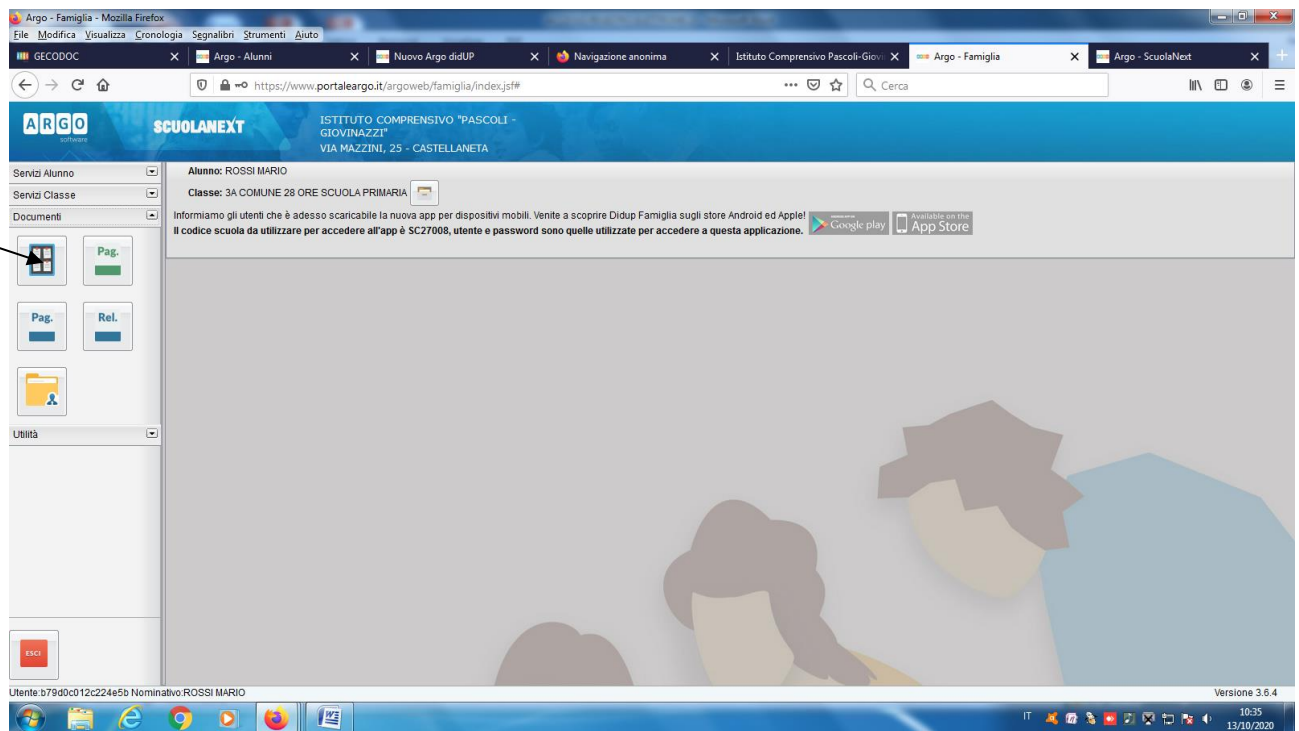 Argo - Famiglia - Mozilla Firefox
File Modifica Visualizza Cronologia Segnalibri Strumenti Aiuto
GECODOC
Argo - Alunni
Nuovo Argo didUP
Navigazione anonima
Istituto Comprensivo Pascoli-Giovi
Argo - Famiglia
Argo - ScuolaNext
https://www.portaleargo.it/argoweb/famiglia/index.jsf#
Cerca
ARGO
software
SCUOLANEXT
ISTITUTO COMPRENSIVO "PASCOLI -
GIOVINAZZI"
VIA MAZZINI, 25 - CASTELLANETA
Servizi Alunno
Servizi Classe
Documenti
Pag.
Pag.
Rel.
Utilità
ESCI
Alunno: ROSSI MARIO
Classe: 3A COMUNE 28 ORE SCUOLA PRIMARIA
Informiamo gli utenti che è adesso scaricabile la nuova app per dispositivi mobili. Venite a scoprire Didup Famiglia sugli store Android ed Apple!
Google play
Available on the
App Store
Il codice scuola da utilizzare per accedere all'app è SC27008, utente e password sono quelle utilizzate per accedere a questa applicazione.
Utente:b79d0c012c224e5b Nominativo:ROSSI MARIO
Versione 3.6.4
IT
10:35
13/10/2020